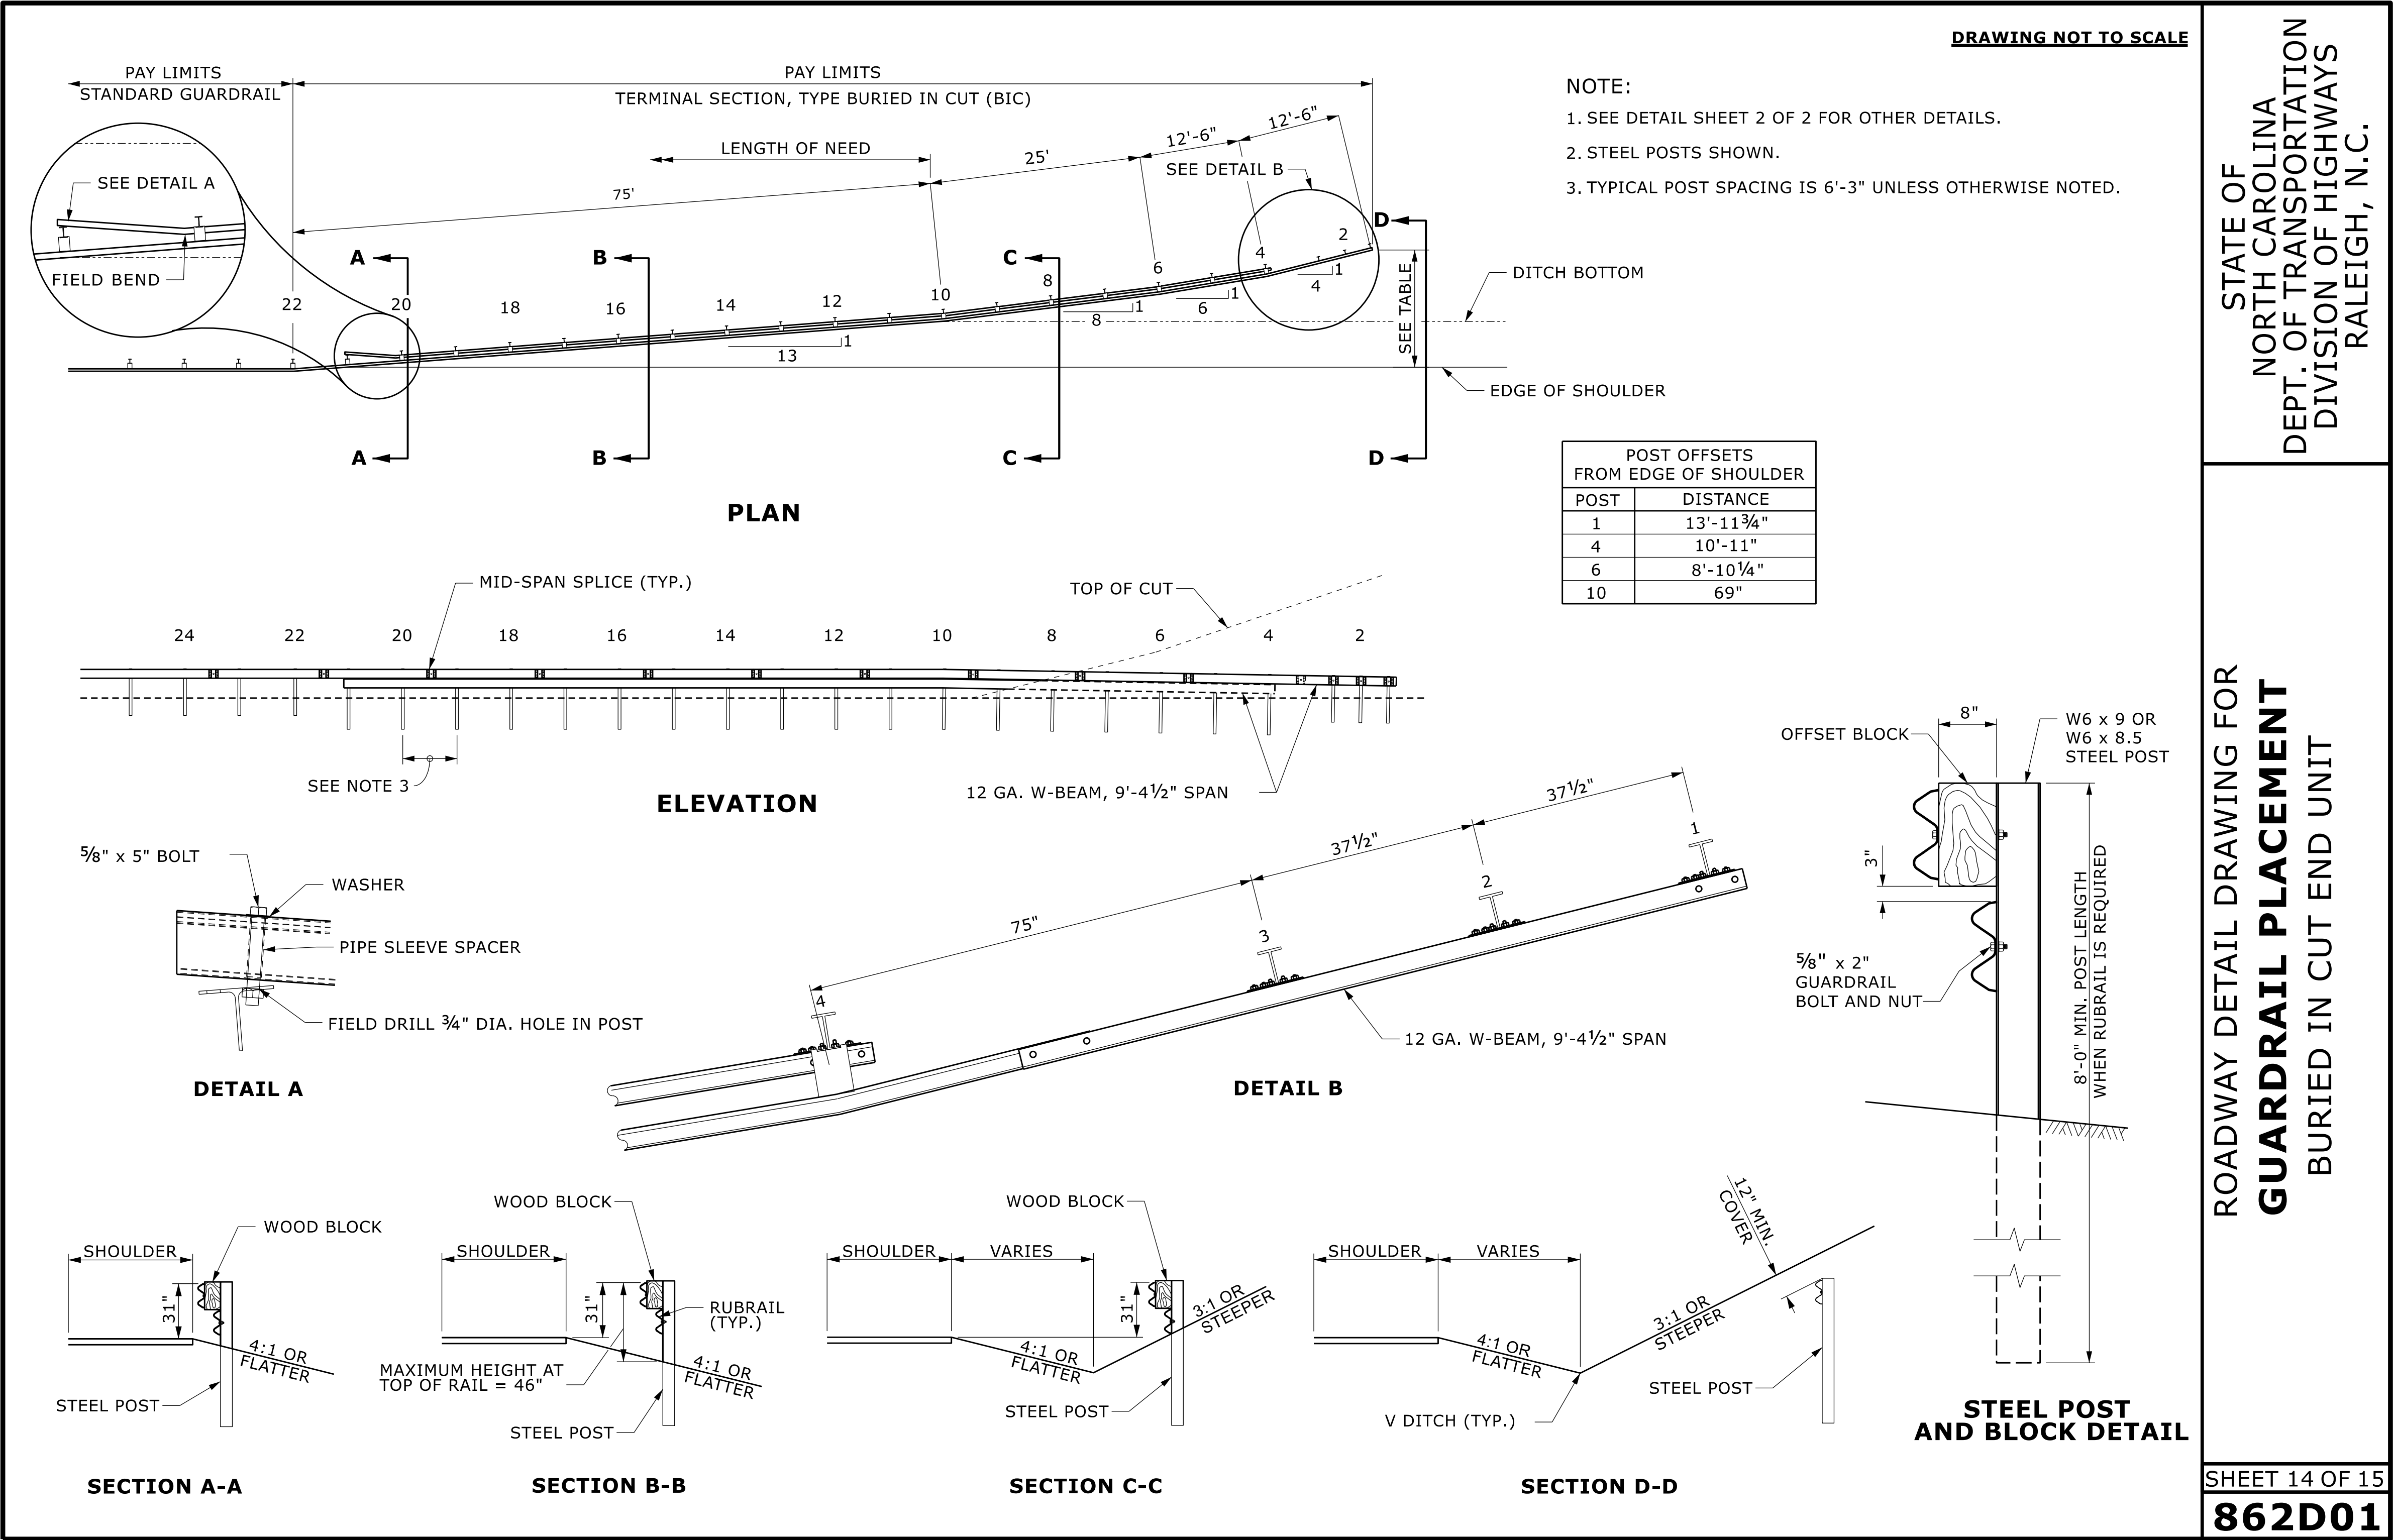 DRAWING NOT TO SCALE
PAY LIMITS
STANDARD GUARDRAIL
PAY LIMITS
TERMINAL SECTION, TYPE BURIED IN CUT (BIC)
LENGTH OF NEED
75'
25'
12'-6"
12'-6"
SEE DETAIL B
SEE DETAIL A
FIELD BEND
NOTE:
1. SEE DETAIL SHEET 2 OF 2 FOR OTHER DETAILS.
2. STEEL POSTS SHOWN.
3. TYPICAL POST SPACING IS 6'-3" UNLESS OTHERWISE NOTED.
A
B
C
D
22
20
18
16
14
12
10
8
6
4
2
13
1
8
1
6
1
4
1
SEE TABLE
DITCH BOTTOM
EDGE OF SHOULDER
A
B
C
D
PLAN
POST OFFSETS
FROM EDGE OF SHOULDER
POST DISTANCE
1 13'-11¾"
4 10'-11"
6 8'-10¼"
10 69"
MID-SPAN SPLICE (TYP.)
TOP OF CUT
24 22 20 18 16 14 12 10 8 6 4 2
SEE NOTE 3
ELEVATION
12 GA. W-BEAM, 9'-4½" SPAN
⅝" x 5" BOLT
WASHER
PIPE SLEEVE SPACER
FIELD DRILL ¾" DIA. HOLE IN POST
DETAIL A
75"
37½"
37½"
4
3
2
1
12 GA. W-BEAM, 9'-4½" SPAN
DETAIL B
8"
OFFSET BLOCK
W6 x 9 OR
W6 x 8.5
STEEL POST
3"
⅝" x 2"
GUARDRAIL
BOLT AND NUT
8'-0" MIN. POST LENGTH
WHEN RUBRAIL IS REQUIRED
STEEL POST
AND BLOCK DETAIL
SHOULDER
WOOD BLOCK
31"
4:1 OR
FLATTER
STEEL POST
SECTION A-A
SHOULDER
WOOD BLOCK
31"
RUBRAIL
(TYP.)
MAXIMUM HEIGHT AT
TOP OF RAIL = 46"
4:1 OR
FLATTER
STEEL POST
SECTION B-B
SHOULDER
VARIES
WOOD BLOCK
31"
3:1 OR
STEEPER
4:1 OR
FLATTER
STEEL POST
SECTION C-C
SHOULDER
VARIES
12" MIN.
COVER
3:1 OR
STEEPER
4:1 OR
FLATTER
STEEL POST
V DITCH (TYP.)
SECTION D-D
STATE OF
NORTH CAROLINA
DEPT. OF TRANSPORTATION
DIVISION OF HIGHWAYS
RALEIGH, N.C.
ROADWAY DETAIL DRAWING FOR
GUARDRAIL PLACEMENT
BURIED IN CUT END UNIT
SHEET 14 OF 15
862D01